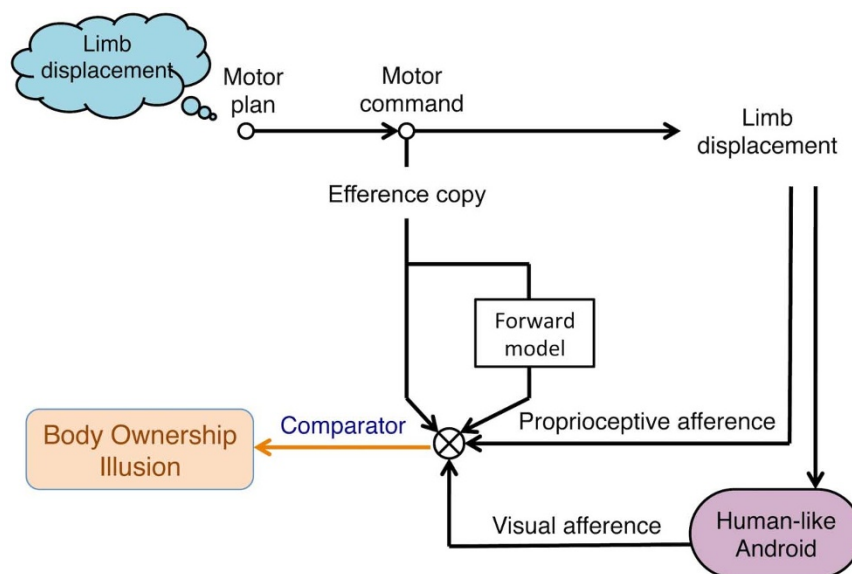 Limb
displacement
Motor
plan
Motor
command
Limb
displacement
Efference copy
Forward
model
Proprioceptive afference
Comparator
Body Ownership
Illusion
Visual afference
Human-like
Android